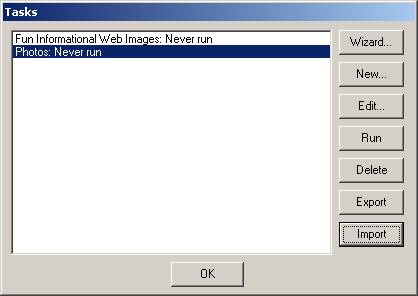 Tasks
Fun Informational Web Images: Never run
Photos: Never run
Wizard...
New...
Edit...
Run
Delete
Export
Import
OK